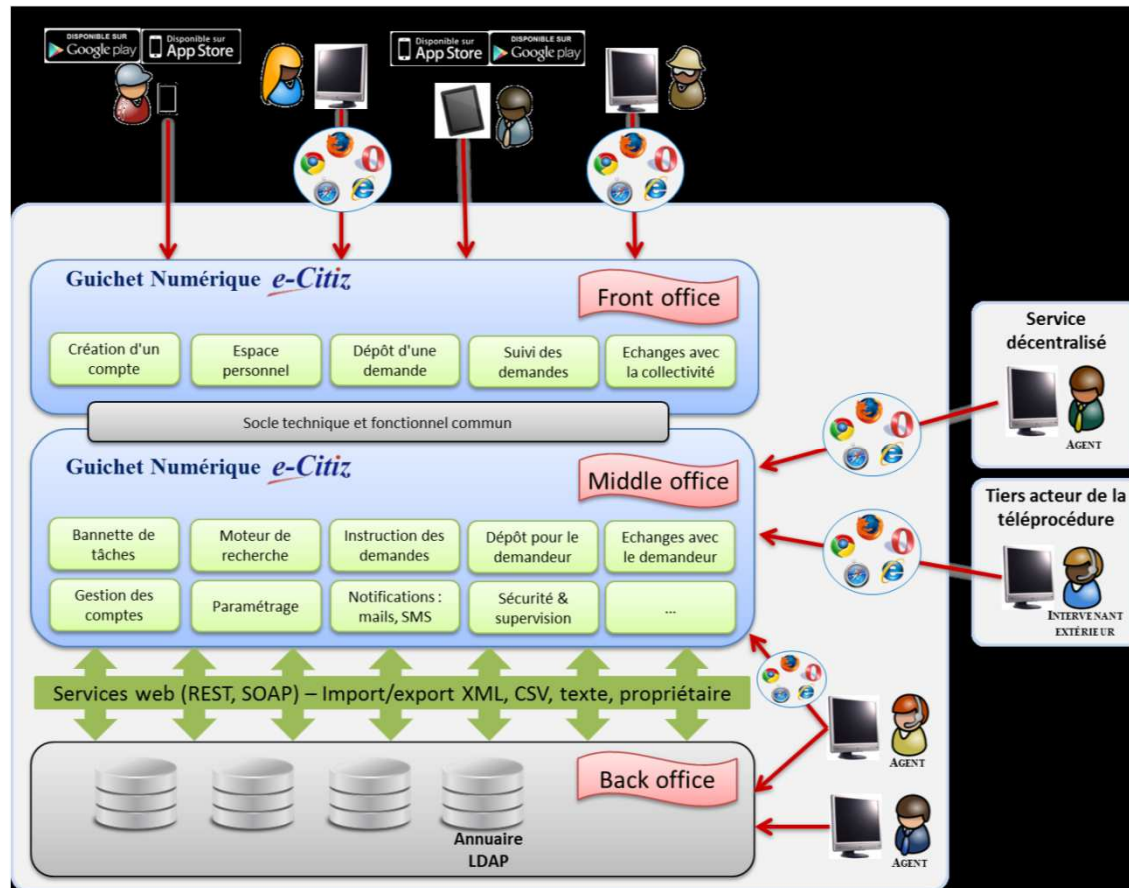 DISPONIBLE SUR
Google play
Disponible sur
App Store
Disponible sur
App Store
DISPONIBLE SUR
Google play
Guichet Numérique e-Citiz
Front office
Création d'un
compte
Espace
personnel
Dépôt d'une
demande
Suivi des
demandes
Echanges avec
la collectivité
Socle technique et fonctionnel commun
Guichet Numérique e-Citiz
Middle office
Bannette de
tâches
Moteur de
recherche
Instruction des
demandes
Dépôt pour le
demandeur
Echanges avec
le demandeur
Gestion des
comptes
Paramétrage
Notifications :
mails, SMS
Sécurité &
supervision
...
Services web (REST, SOAP) – Import/export XML, CSV, texte, propriétaire
Back office
Annuaire
LDAP
Service
décentralisé
AGENT
Tiers acteur de la
téléprocédure
INTERVENANT
EXTÉRIEUR
AGENT
AGENT